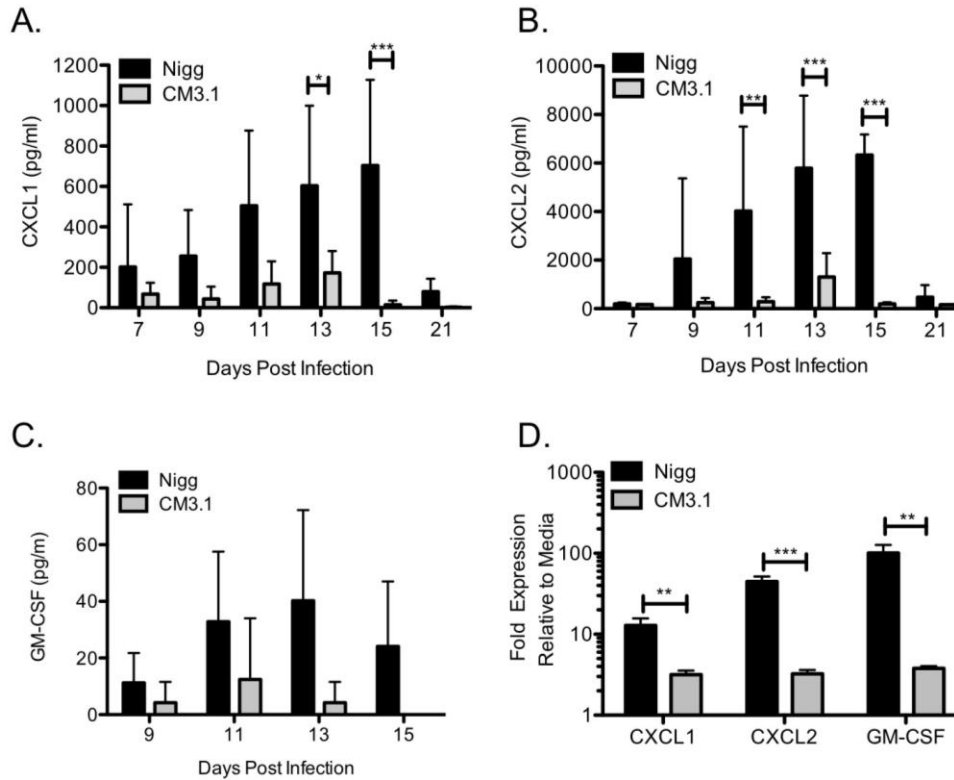 A.
Nigg
CM3.1
***
*
1200
1000
800
600
400
200
0
CXCL1 (pg/ml)
7 9 11 13 15 21
Days Post Infection
B.
Nigg
CM3.1
***
**
***
10000
8000
6000
4000
2000
0
CXCL2 (pg/ml)
7 9 11 13 15 21
Days Post Infection
C.
Nigg
CM3.1
80
60
40
20
0
GM-CSF (pg/m)
9 11 13 15
Days Post Infection
D.
Nigg
CM3.1
**
***
**
1000
100
10
1
Fold Expression
Relative to Media
CXCL1 CXCL2 GM-CSF